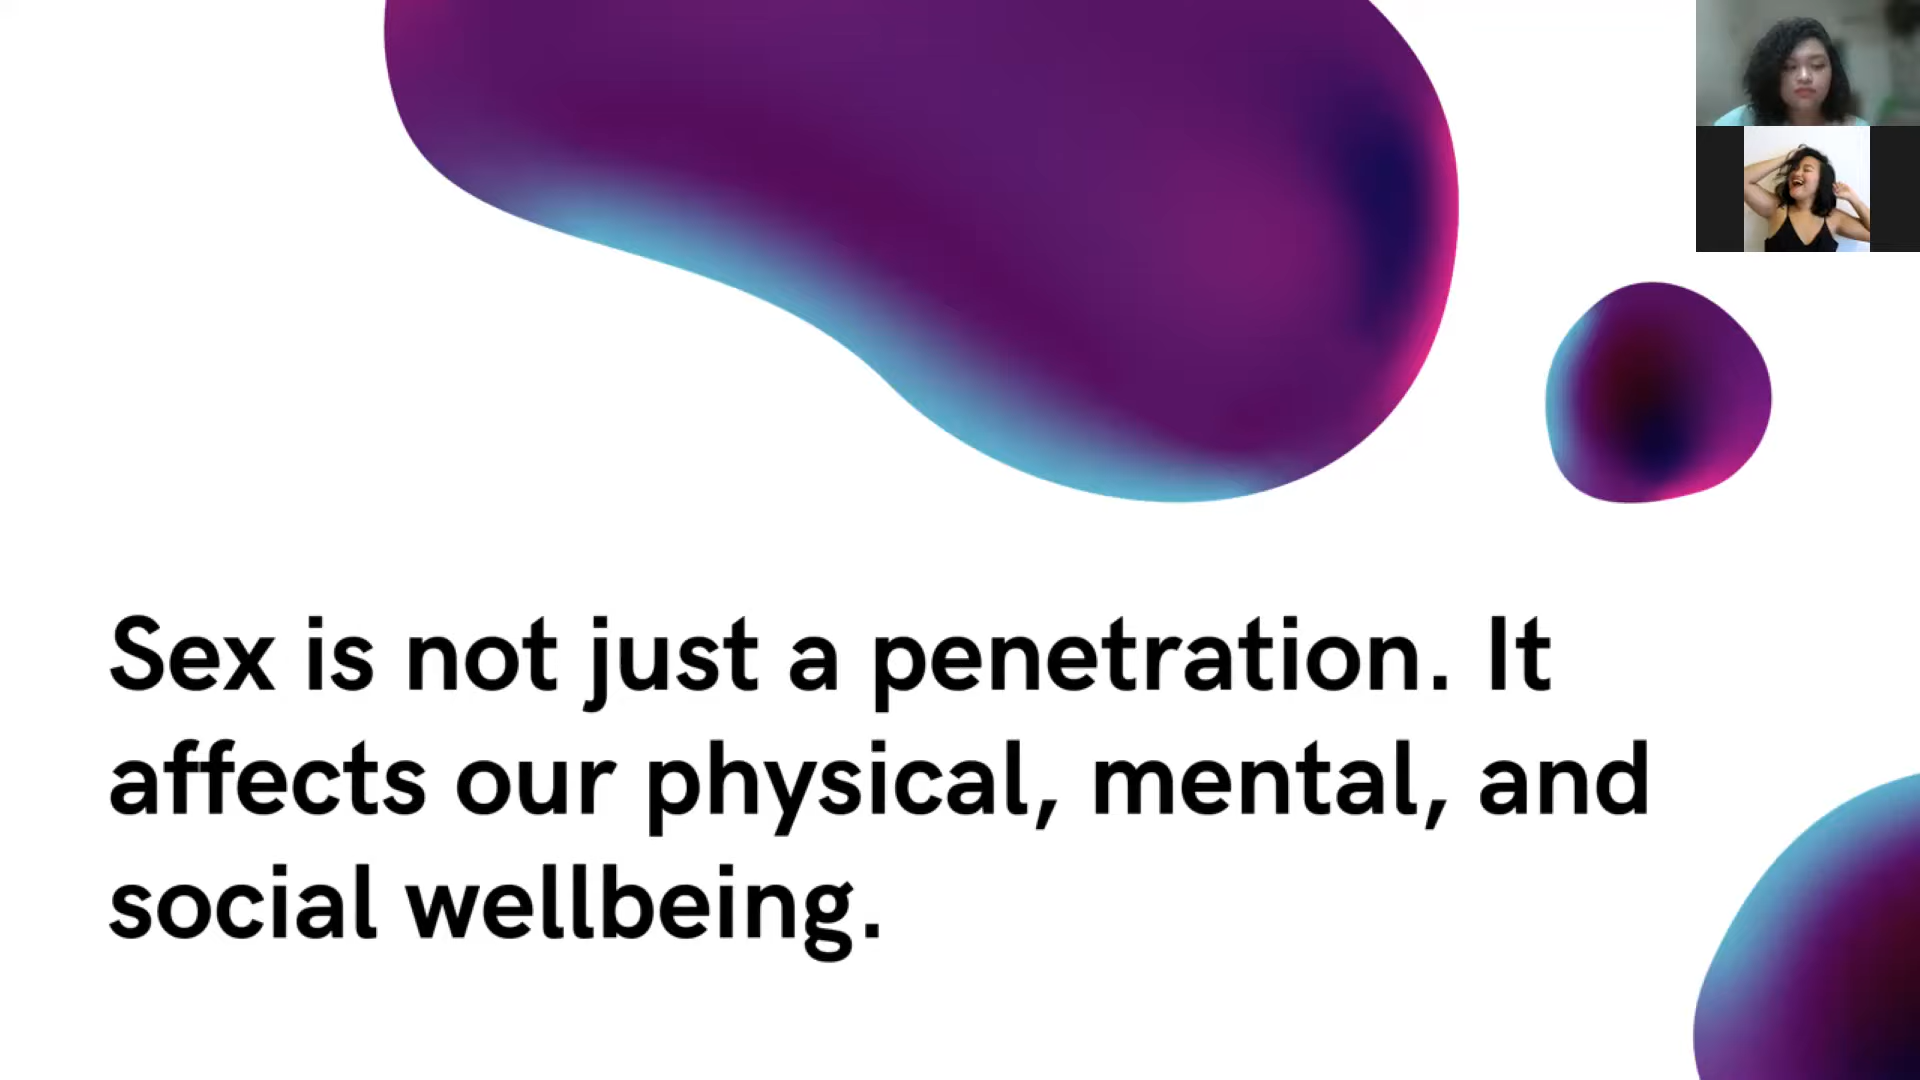 Sex is not just a penetration. It
affects our physical, mental, and
social wellbeing.